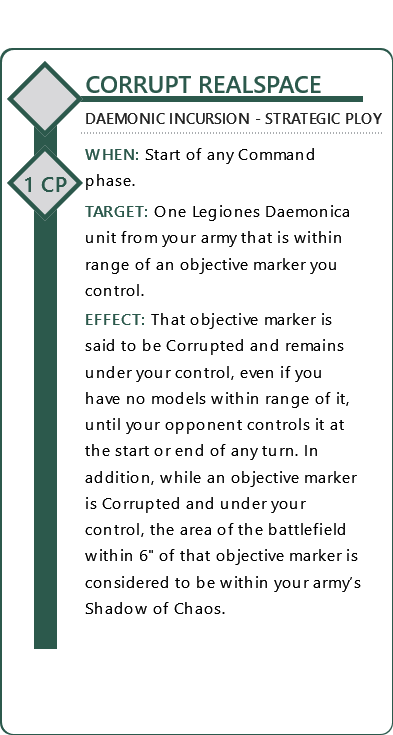 CORRUPT REALSPACE
DAEMONIC INCURSION - STRATEGIC PLOY
1 CP
WHEN: Start of any Command
phase.
TARGET: One Legiones Daemonica
unit from your army that is within
range of an objective marker you
control.
EFFECT: That objective marker is
said to be Corrupted and remains
under your control, even if you
have no models within range of it,
until your opponent controls it at
the start or end of any turn. In
addition, while an objective marker
is Corrupted and under your
control, the area of the battlefield
within 6" of that objective marker is
considered to be within your army's
Shadow of Chaos.